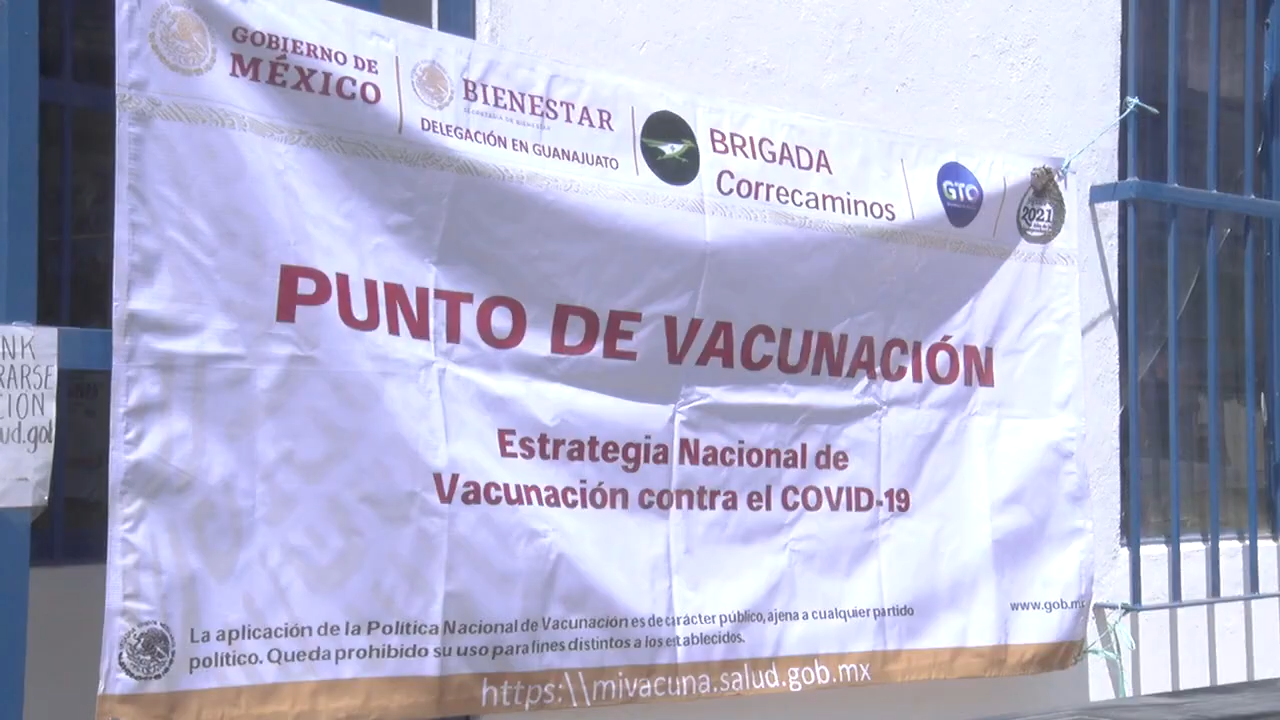 GOBIERNO DE
MÉXICO
BIENESTAR
SECRETARÍA DE BIENESTAR
DELEGACIÓN EN GUANAJUATO
BRIGADA
Correcaminos
GTO
2021
PUNTO DE VACUNACIÓN
Estrategia Nacional de
Vacunación contra el COVID-19
La aplicación de la Política Nacional de Vacunación es de carácter público, ajena a cualquier partido
político. Queda prohibido su uso para fines distintos a los establecidos.
www.gob.mx
https:\\mivacuna.salud.gob.mx
NK
RARSE
CION
ud.gob